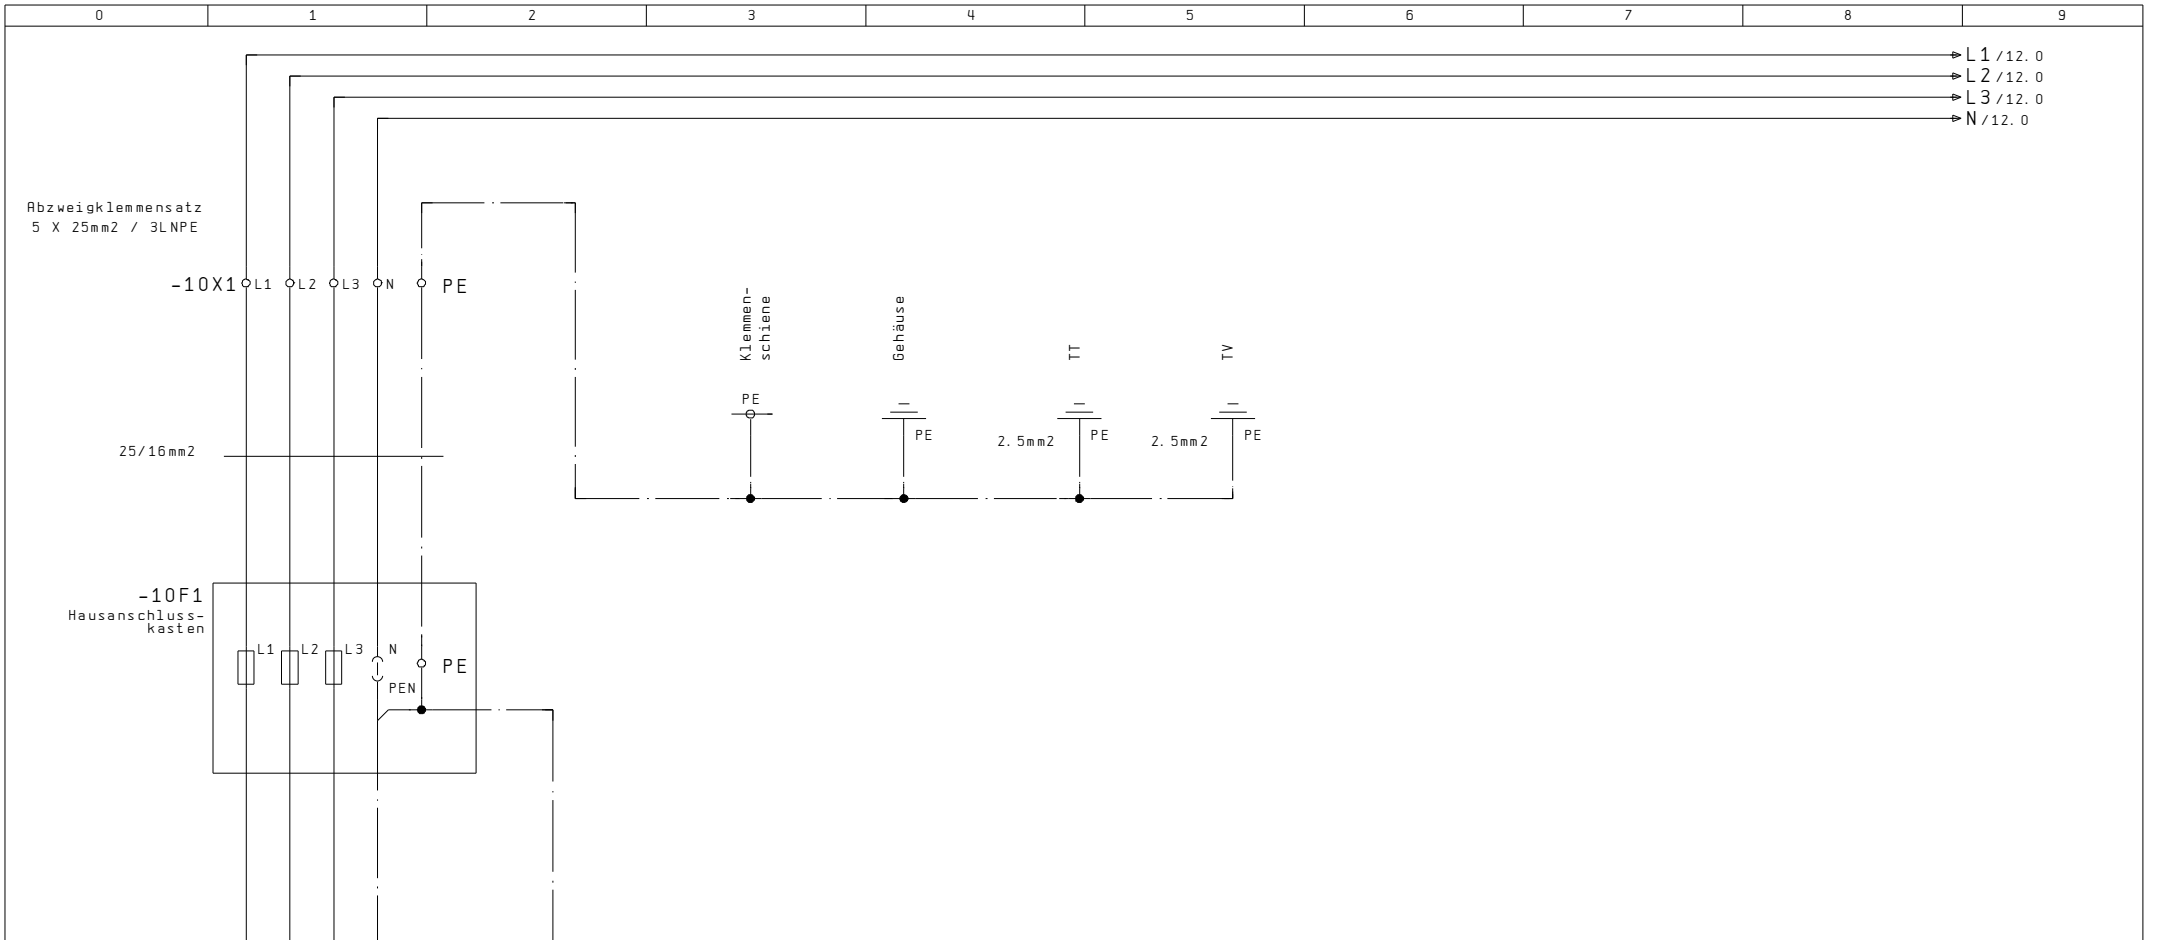 0 1 2 3 4 5 6 7 8 9
L1 /12.0
L2 /12.0
L3 /12.0
N /12.0
Abzweigklemmensatz
5 X 25mm2 / 3LNPE
-10X1 L1 L2 L3 N PE
Klemmen-
schiene
Gehäuse
TT
TV
PE
PE
2.5mm2 PE
2.5mm2 PE
25/16mm2
-10F1
Hausanschluss-
kasten
L1 L2 L3 N
PE
PEN